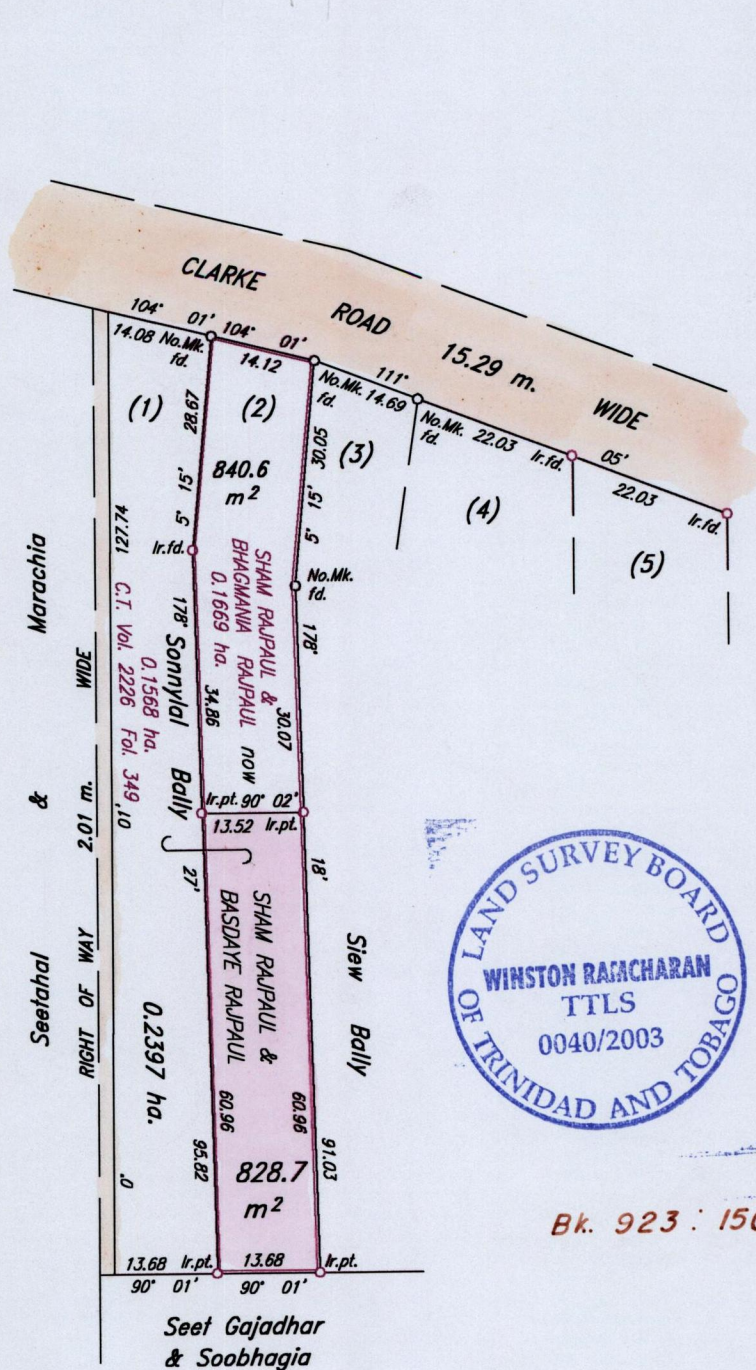 CLARKE ROAD 15.29 m. WIDE
104° 01'
14.08
No.Mk. fd.
104° 01'
14.12
No.Mk. fd.
111° 05'
14.69
No.Mk. fd.
22.03
Ir.fd.
22.03
Ir.fd.
(1)
(2)
(3)
(4)
(5)
28.67
5° 15'
30.05
5° 15'
840.6
m²
Ir.fd.
No.Mk.
fd.
SHAM RAJPAUL &
BHAGMANIA RAJPAUL now
0.1669 ha.
178° 27'
34.86
178° 18'
30.07
127.74
0° 01'
C.T. Vol. 2226 Fol. 349
0.1568 ha.
Sonnylal Bally
Marachia & Seetahal
RIGHT OF WAY 2.01 m. WIDE
Ir.pt. 90° 02'
13.52 Ir.pt.
SHAM RAJPAUL &
BASDAYE RAJPAUL
Siew Bally
0.2397 ha.
60.96
95.82
60.96
91.03
828.7
m²
13.68 Ir.pt. 13.68 Ir.pt.
90° 01' 90° 01'
Seet Gajadhar
& Soobhagia
LAND SURVEY BOARD
WINSTON RAMCHARAN
TTLS
0040/2003
OF TRINIDAD AND TOBAGO
Bk. 923 : 150